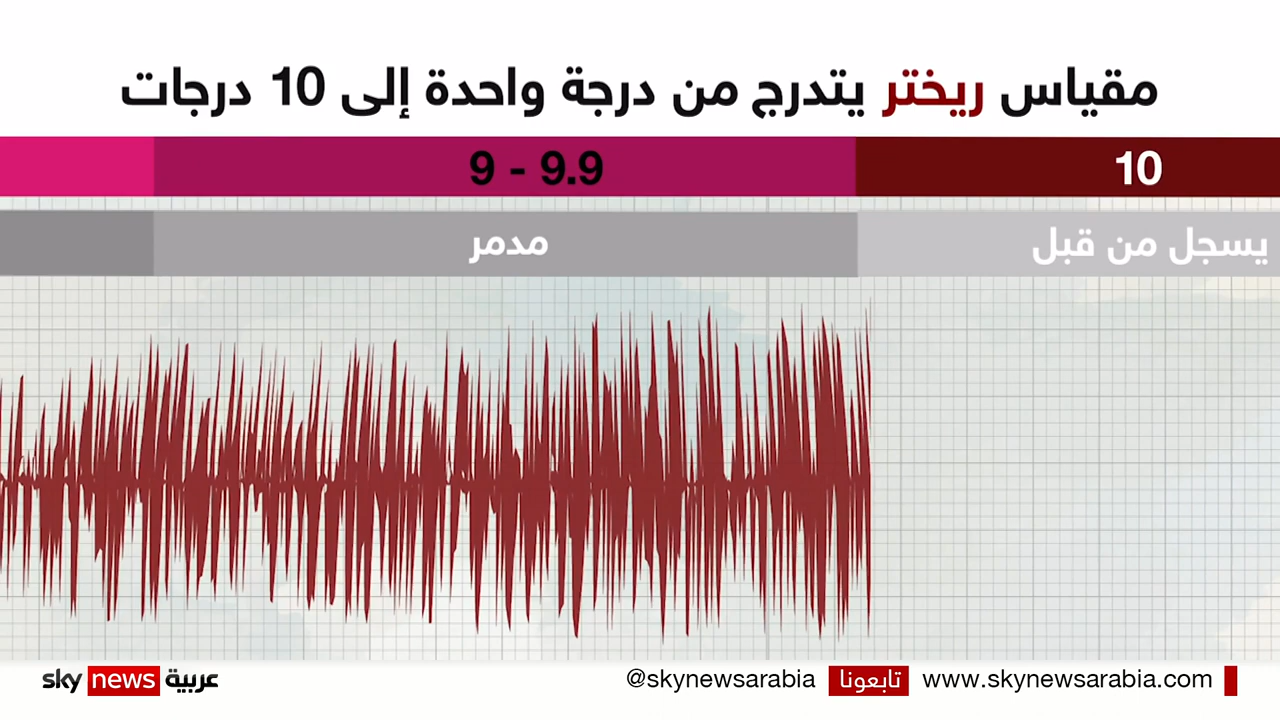 مقياس ريختر يتدرج من درجة واحدة إلى 10 درجات
9 - 9.9
10
مدمر
يسجل من قبل
sky news عربية
@skynewsarabia تابعونا www.skynewsarabia.com